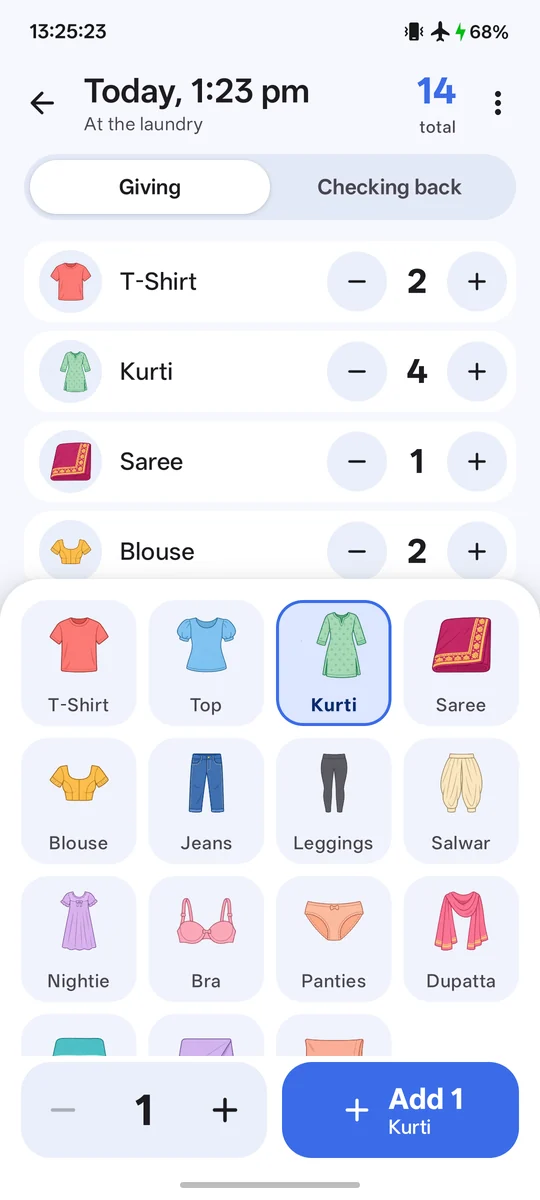 13:25:23
68%
Today, 1:23 pm
At the laundry
14
total
Giving
Checking back
T-Shirt
2
Kurti
4
Saree
1
Blouse
2
T-Shirt
Top
Kurti
Saree
Blouse
Jeans
Leggings
Salwar
Nightie
Bra
Panties
Dupatta
1
Add 1
Kurti